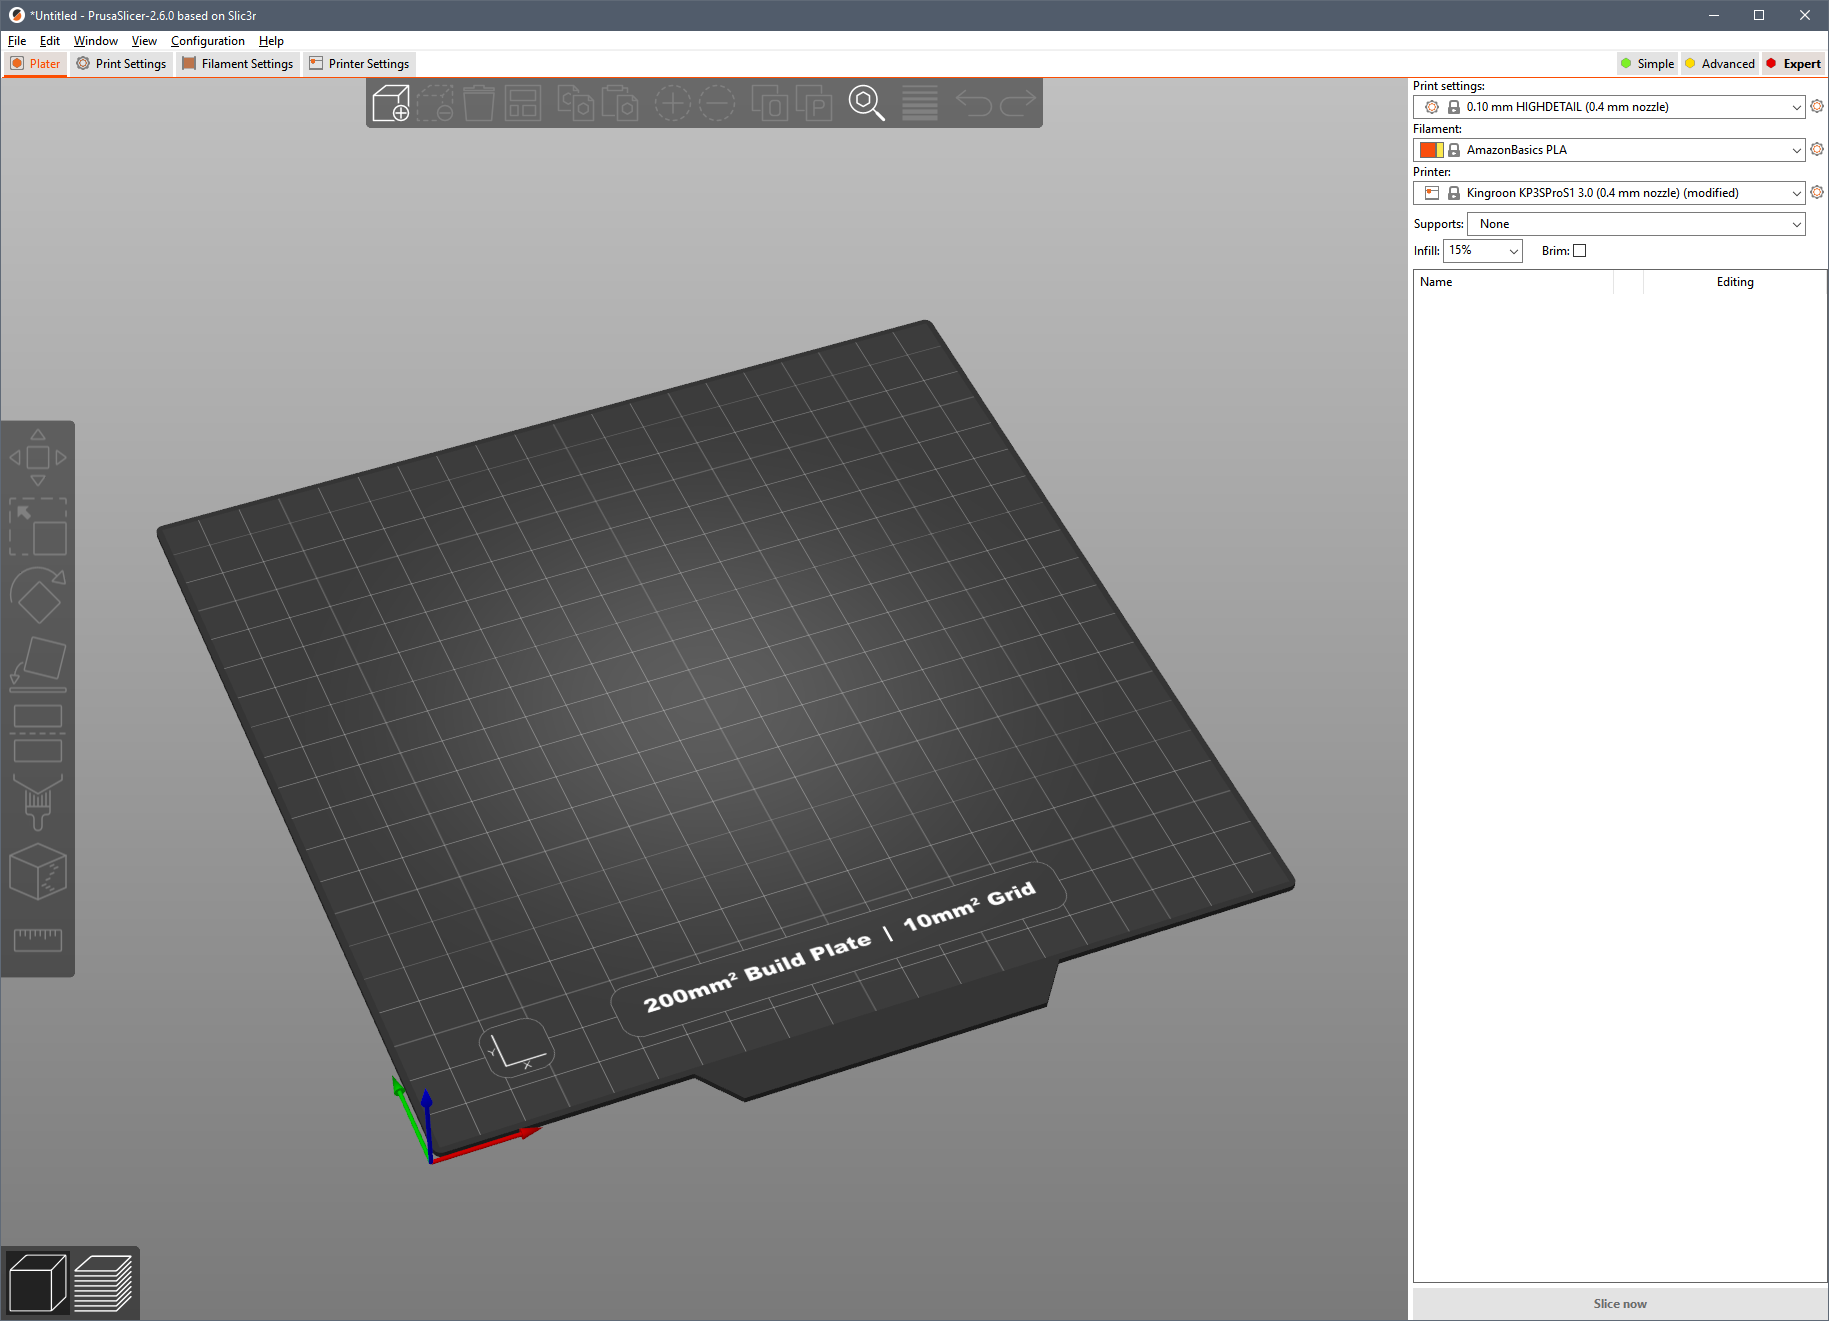 *Untitled - PrusaSlicer-2.6.0 based on Slic3r
File Edit Window View Configuration Help
Plater Print Settings Filament Settings Printer Settings Simple Advanced Expert
Print settings:
0.10 mm HIGHDETAIL (0.4 mm nozzle)
Filament:
AmazonBasics PLA
Printer:
Kingroon KP3SProS1 3.0 (0.4 mm nozzle) (modified)
Supports: None
Infill: 15% Brim:
Name Editing
O P
200mm² Build Plate | 10mm² Grid
Y
X
Slice now